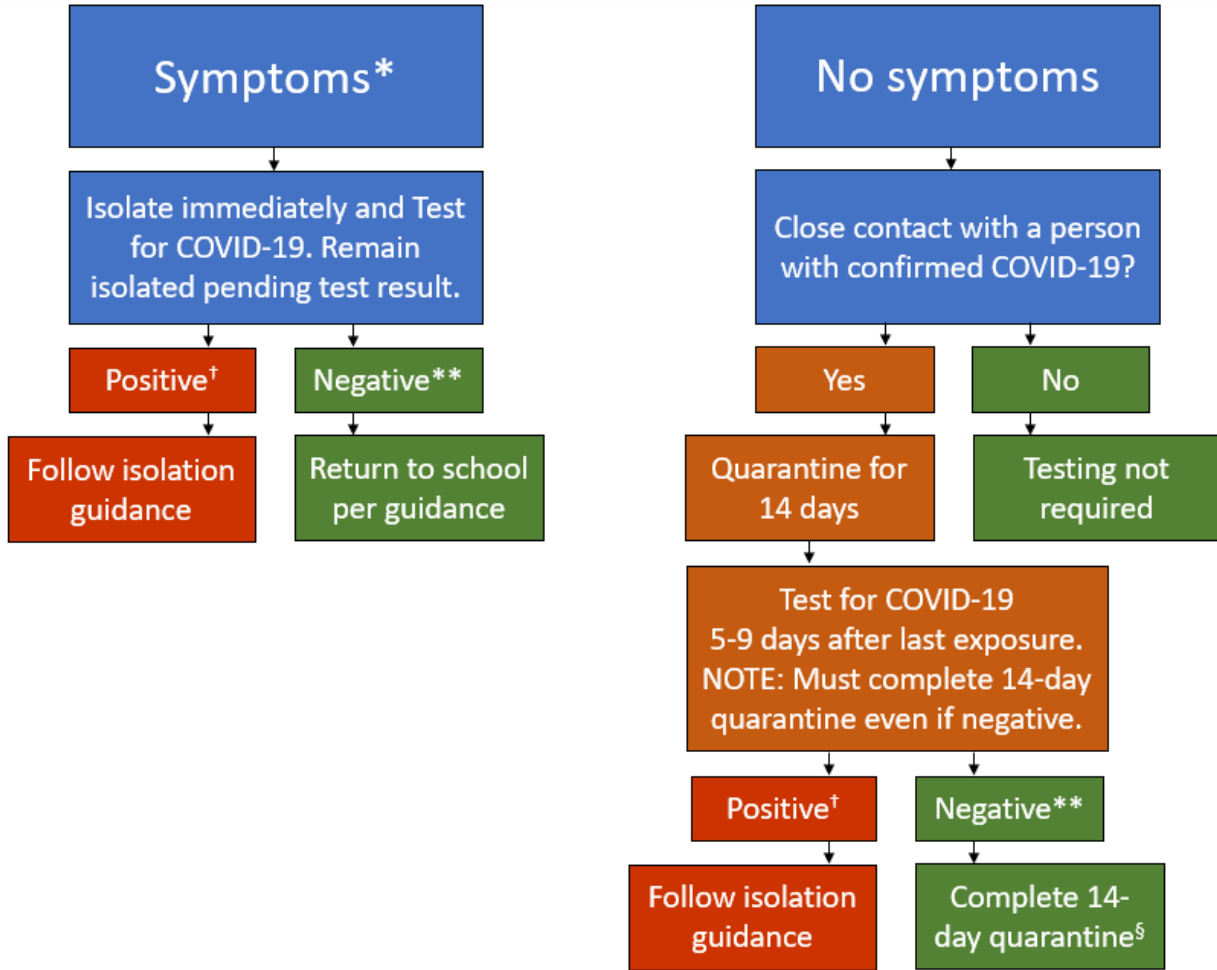 Symptoms*
Isolate immediately and Test
for COVID-19. Remain
isolated pending test result.
Positive†
Negative**
Follow isolation
guidance
Return to school
per guidance
No symptoms
Close contact with a person
with confirmed COVID-19?
Yes
No
Quarantine for
14 days
Testing not
required
Test for COVID-19
5-9 days after last exposure.
NOTE: Must complete 14-day
quarantine even if negative.
Positive†
Negative**
Follow isolation
guidance
Complete 14-
day quarantine§